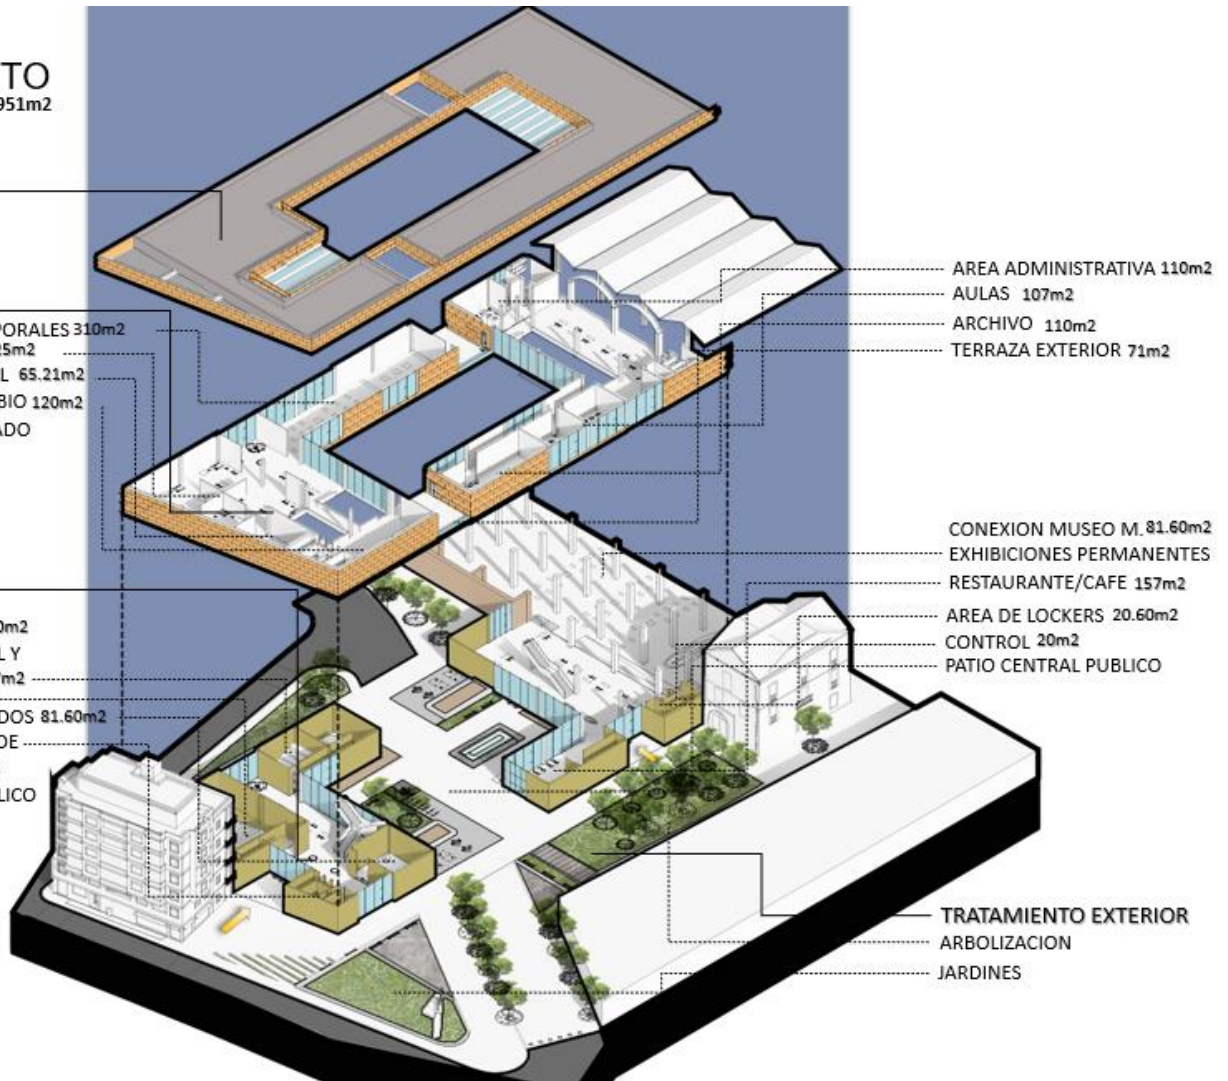 TO
951m2
AREA ADMINISTRATIVA 110m2
AULAS 107m2
ARCHIVO 110m2
TERRAZA EXTERIOR 71m2
PORALES 310m2
25m2
L 65.21m2
BIO 120m2
ADO
CONEXION MUSEO M. 81.60m2
EXHIBICIONES PERMANENTES
RESTAURANTE/CAFE 157m2
AREA DE LOCKERS 20.60m2
CONTROL 20m2
PATIO CENTRAL PUBLICO
0m2
L Y
7m2
DOS 81.60m2
DE
LICO
TRATAMIENTO EXTERIOR
ARBOLIZACION
JARDINES